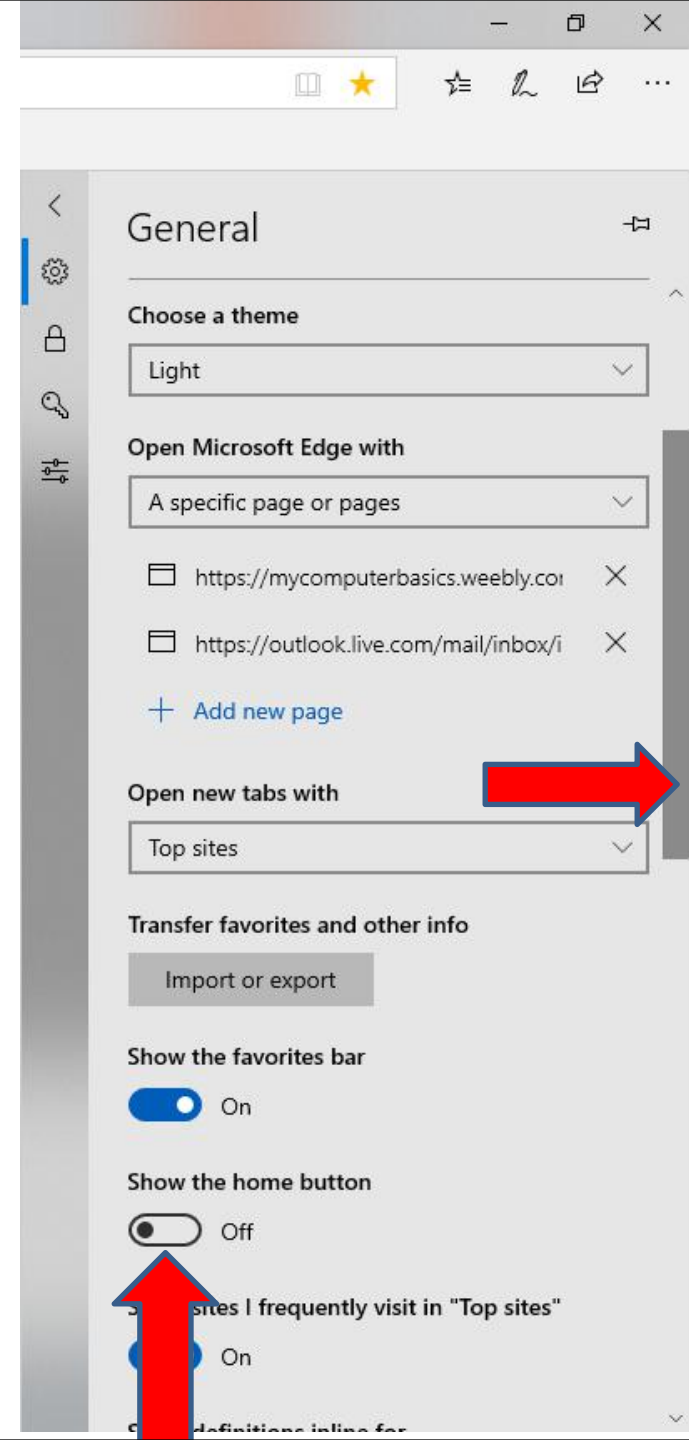 General
Choose a theme
Light
Open Microsoft Edge with
A specific page or pages
https://mycomputerbasics.weebly.co
https://outlook.live.com/mail/inbox/i
Add new page
Open new tabs with
Top sites
Transfer favorites and other info
Import or export
Show the favorites bar
On
Show the home button
Off
sites I frequently visit in "Top sites"
On
definitions inline for